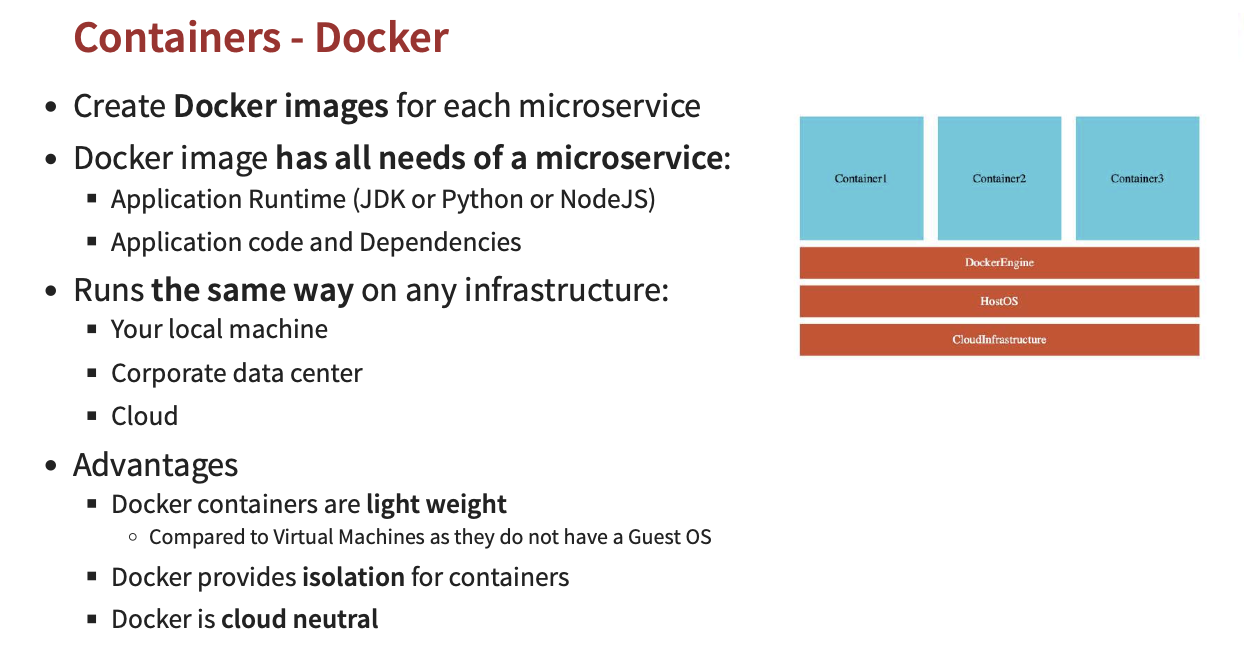 Containers - Docker
• Create Docker images for each microservice
• Docker image has all needs of a microservice:
▪ Application Runtime (JDK or Python or NodeJS)
▪ Application code and Dependencies
• Runs the same way on any infrastructure:
▪ Your local machine
▪ Corporate data center
▪ Cloud
• Advantages
▪ Docker containers are light weight
◦ Compared to Virtual Machines as they do not have a Guest OS
▪ Docker provides isolation for containers
▪ Docker is cloud neutral
Container1 Container2 Container3
DockerEngine
HostOS
CloudInfrastructure